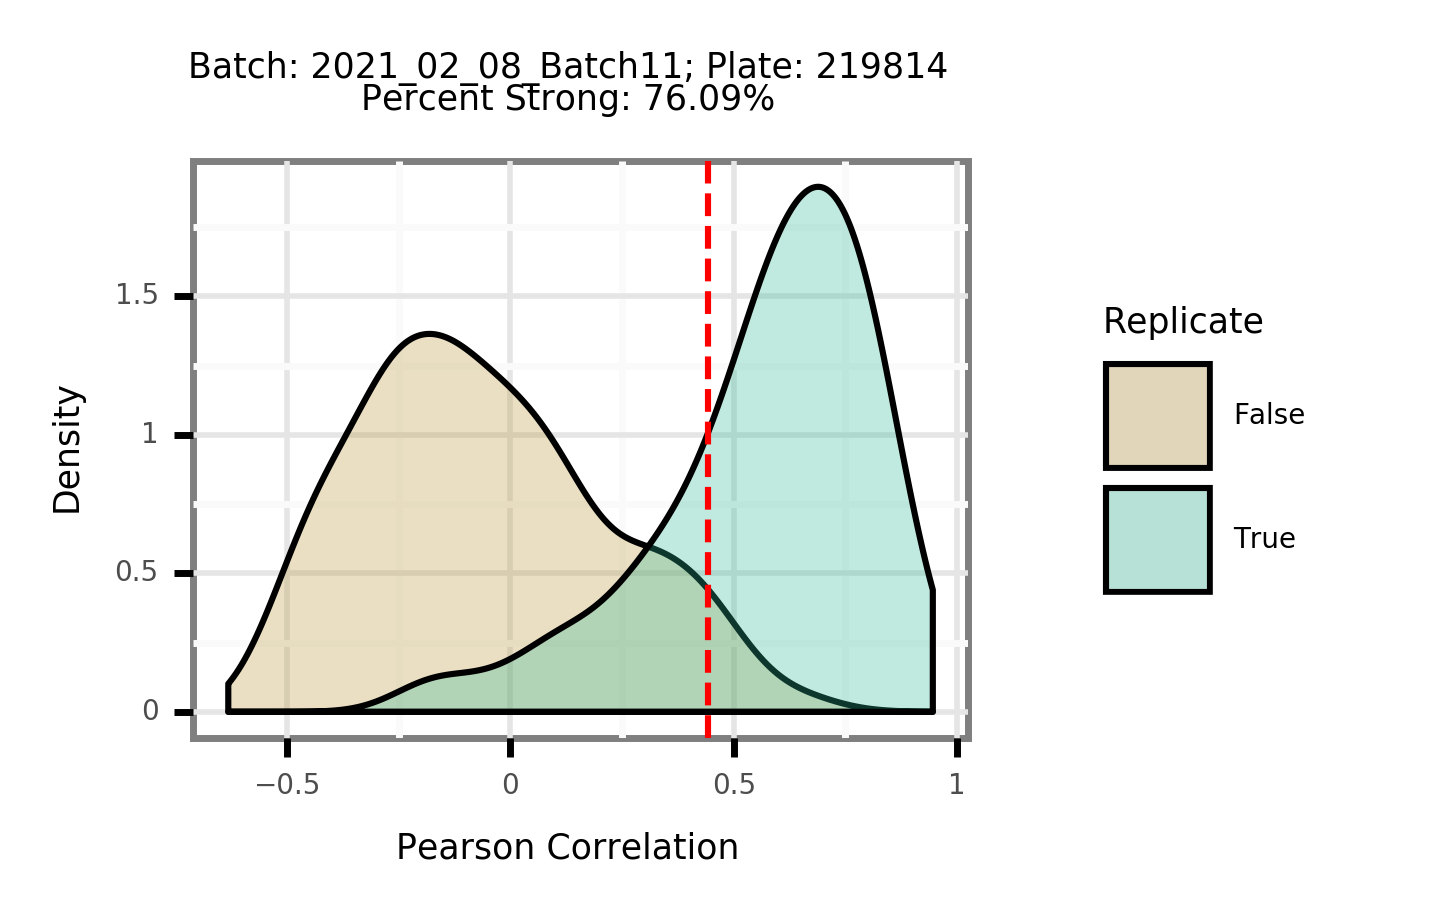 Batch: 2021_02_08_Batch11; Plate: 219814
Percent Strong: 76.09%
Density
1.5
1
0.5
0
−0.5 0 0.5 1
Pearson Correlation
Replicate
False
True